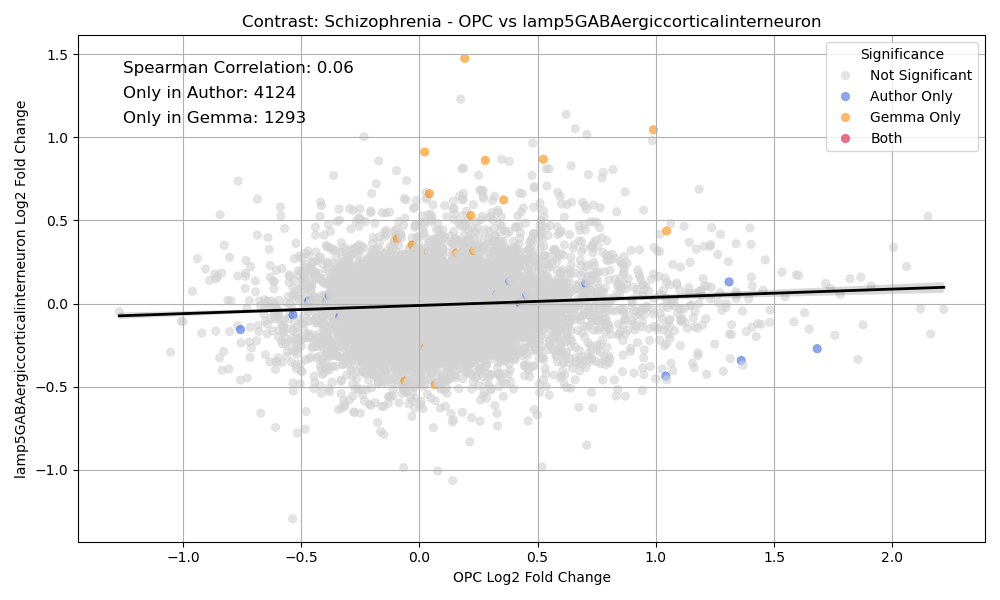 Contrast: Schizophrenia - OPC vs lamp5GABAergiccorticalinterneuron
Spearman Correlation: 0.06
Only in Author: 4124
Only in Gemma: 1293
Significance
Not Significant
Author Only
Gemma Only
Both
lamp5GABAergiccorticalinterneuron Log2 Fold Change
1.5
1.0
0.5
0.0
−0.5
−1.0
−1.0
−0.5
0.0
0.5
1.0
1.5
2.0
OPC Log2 Fold Change